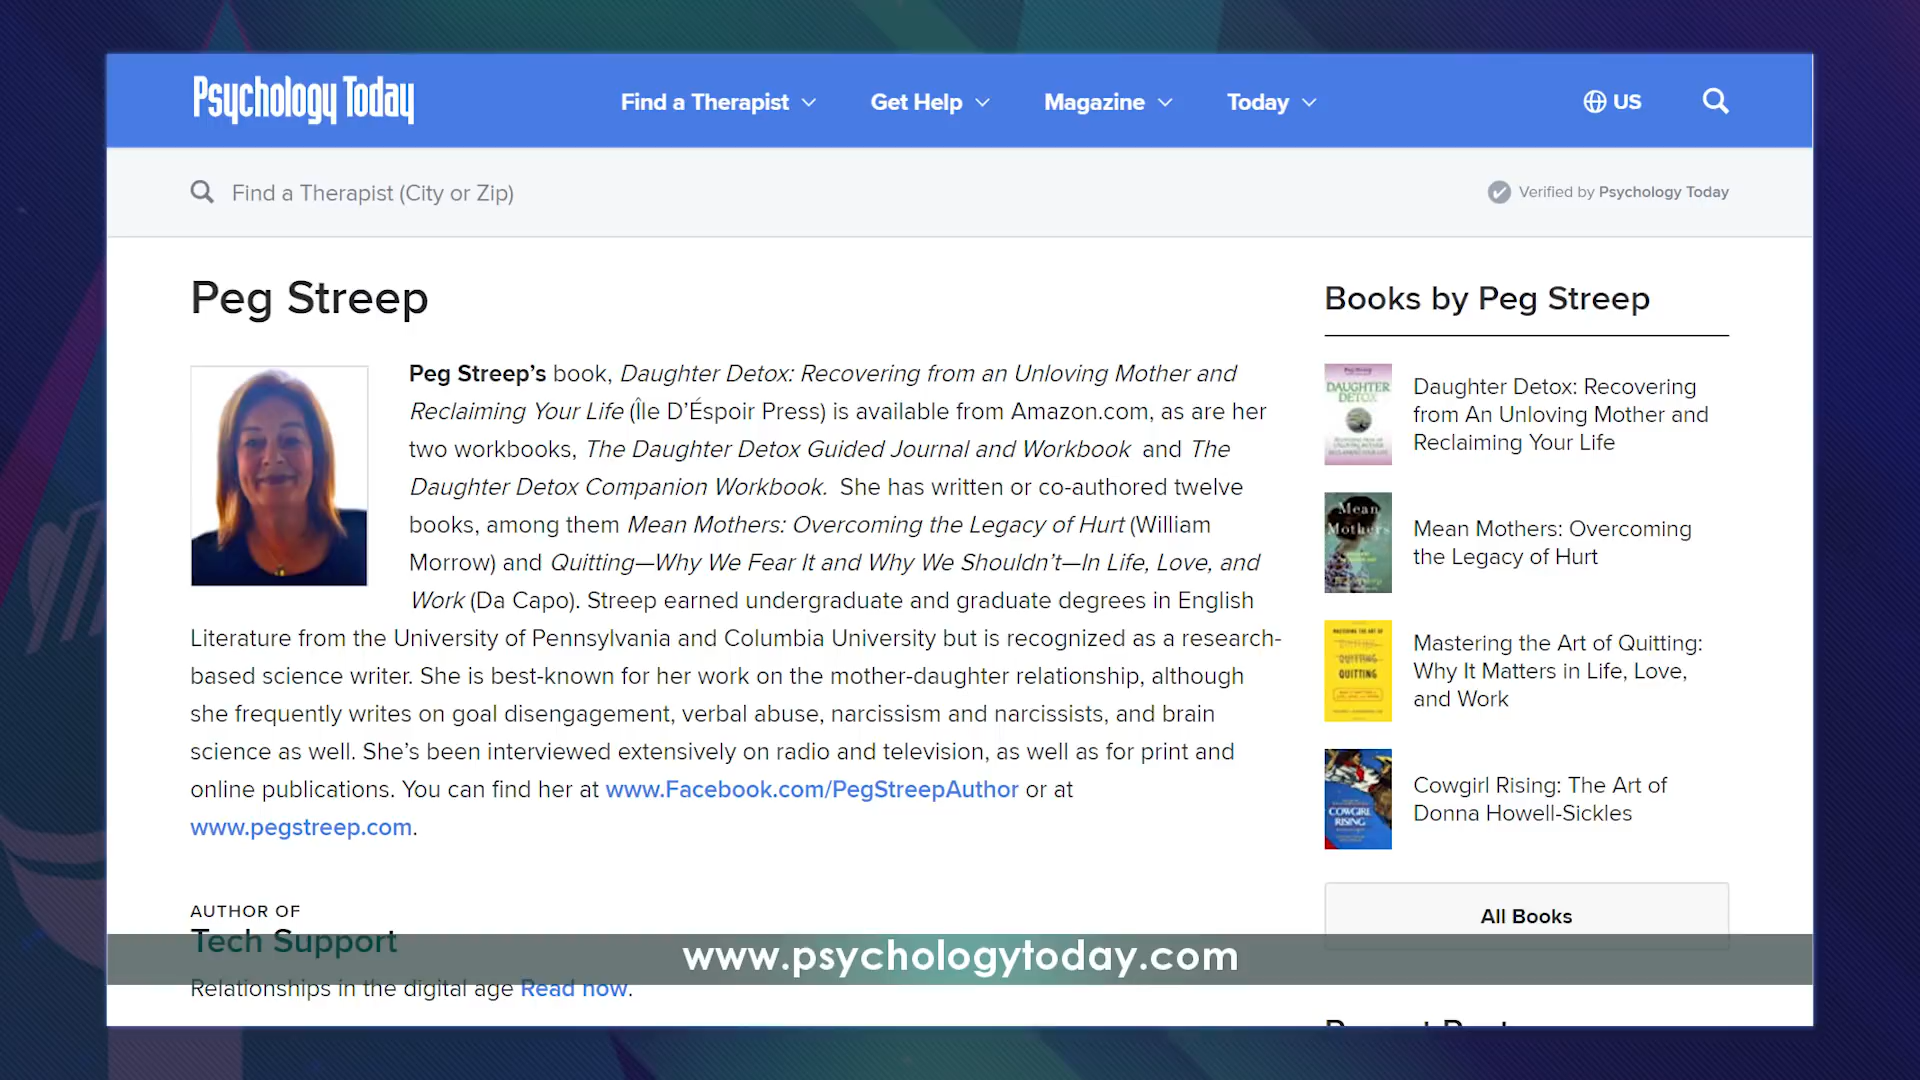 Psychology Today
Find a Therapist
Get Help
Magazine
Today
US
Find a Therapist (City or Zip)
Verified by Psychology Today
Peg Streep
Peg Streep’s book, Daughter Detox: Recovering from an Unloving Mother and
Reclaiming Your Life (Île D’Éspoir Press) is available from Amazon.com, as are her
two workbooks, The Daughter Detox Guided Journal and Workbook and The
Daughter Detox Companion Workbook. She has written or co-authored twelve
books, among them Mean Mothers: Overcoming the Legacy of Hurt (William
Morrow) and Quitting—Why We Fear It and Why We Shouldn’t—In Life, Love, and
Work (Da Capo). Streep earned undergraduate and graduate degrees in English
Literature from the University of Pennsylvania and Columbia University but is recognized as a research-
based science writer. She is best-known for her work on the mother-daughter relationship, although
she frequently writes on goal disengagement, verbal abuse, narcissism and narcissists, and brain
science as well. She’s been interviewed extensively on radio and television, as well as for print and
online publications. You can find her at www.Facebook.com/PegStreepAuthor or at
www.pegstreep.com.
AUTHOR OF
Tech Support
Relationships in the digital age Read now.
Books by Peg Streep
DAUGHTER
DETOX
Daughter Detox: Recovering
from An Unloving Mother and
Reclaiming Your Life
Mean
Mothers
Mean Mothers: Overcoming
the Legacy of Hurt
MASTERING THE ART OF
QUITTING
QUITTING
Mastering the Art of Quitting:
Why It Matters in Life, Love,
and Work
COWGIRL
RISING
Cowgirl Rising: The Art of
Donna Howell-Sickles
All Books
www.psychologytoday.com